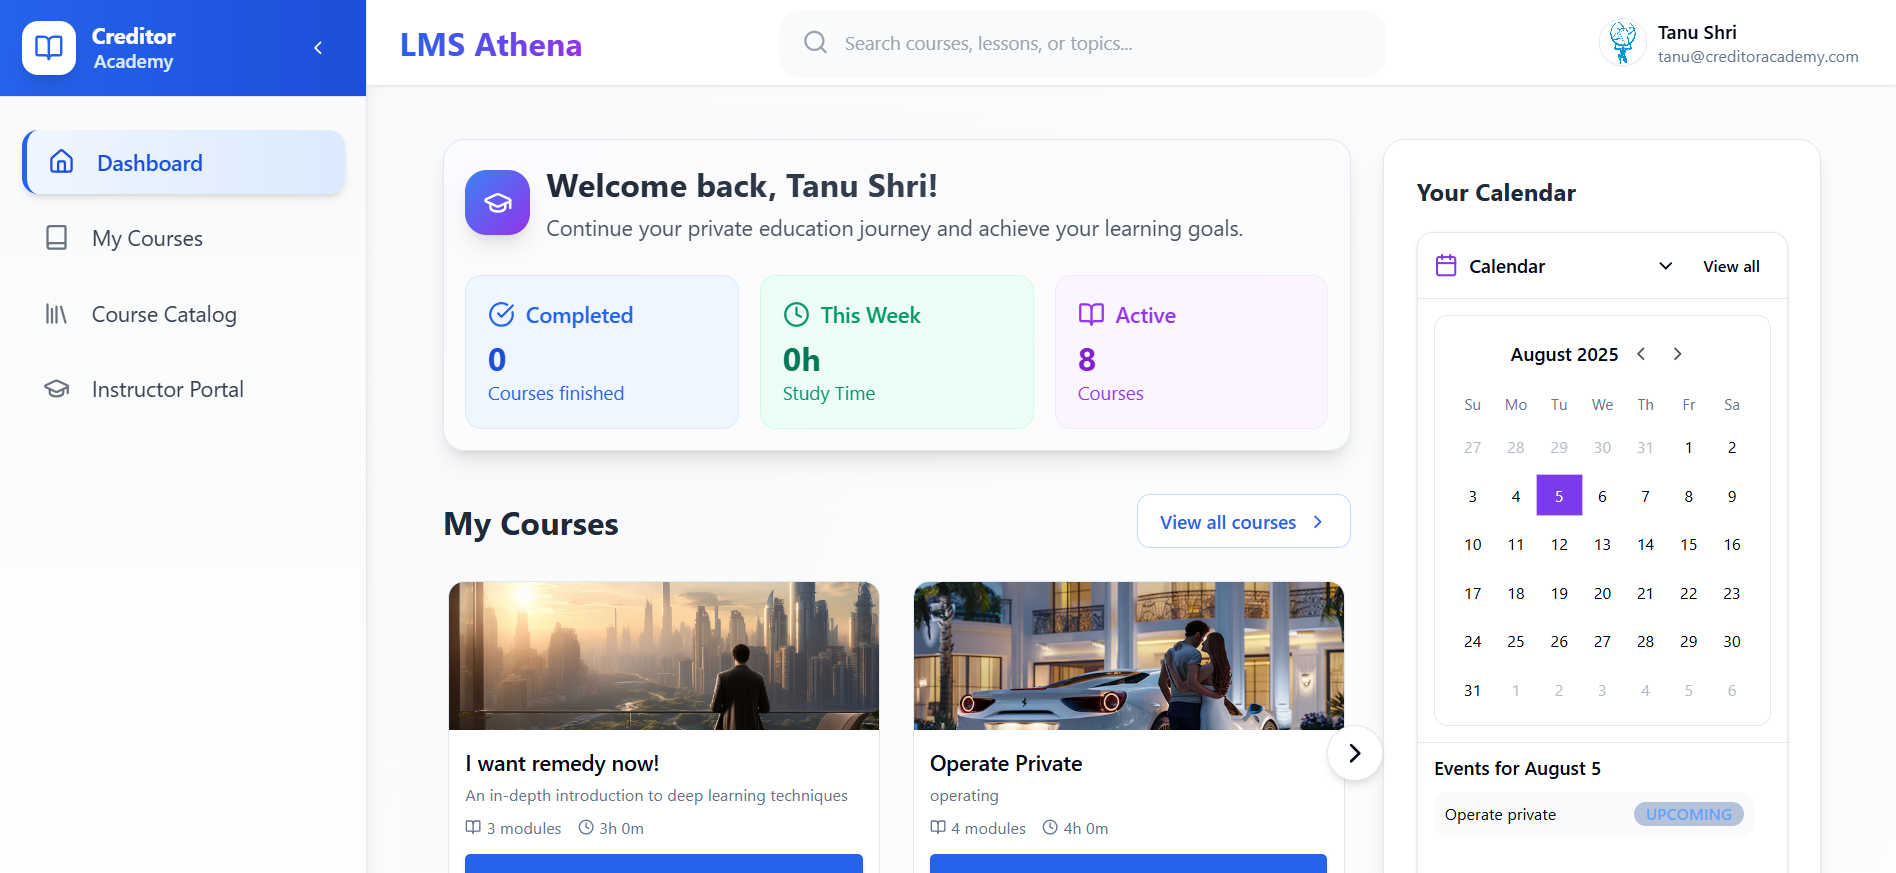 Creditor
Academy
LMS Athena
Search courses, lessons, or topics...
Tanu Shri
tanu@creditoracademy.com
Dashboard
My Courses
Course Catalog
Instructor Portal
Welcome back, Tanu Shri!
Continue your private education journey and achieve your learning goals.
Completed
0
Courses finished
This Week
0h
Study Time
Active
8
Courses
My Courses
View all courses
I want remedy now!
An in-depth introduction to deep learning techniques
3 modules 3h 0m
Operate Private
operating
4 modules 4h 0m
Your Calendar
Calendar View all
August 2025
Su Mo Tu We Th Fr Sa
27 28 29 30 31 1 2
3 4 5 6 7 8 9
10 11 12 13 14 15 16
17 18 19 20 21 22 23
24 25 26 27 28 29 30
31 1 2 3 4 5 6
Events for August 5
Operate private UPCOMING